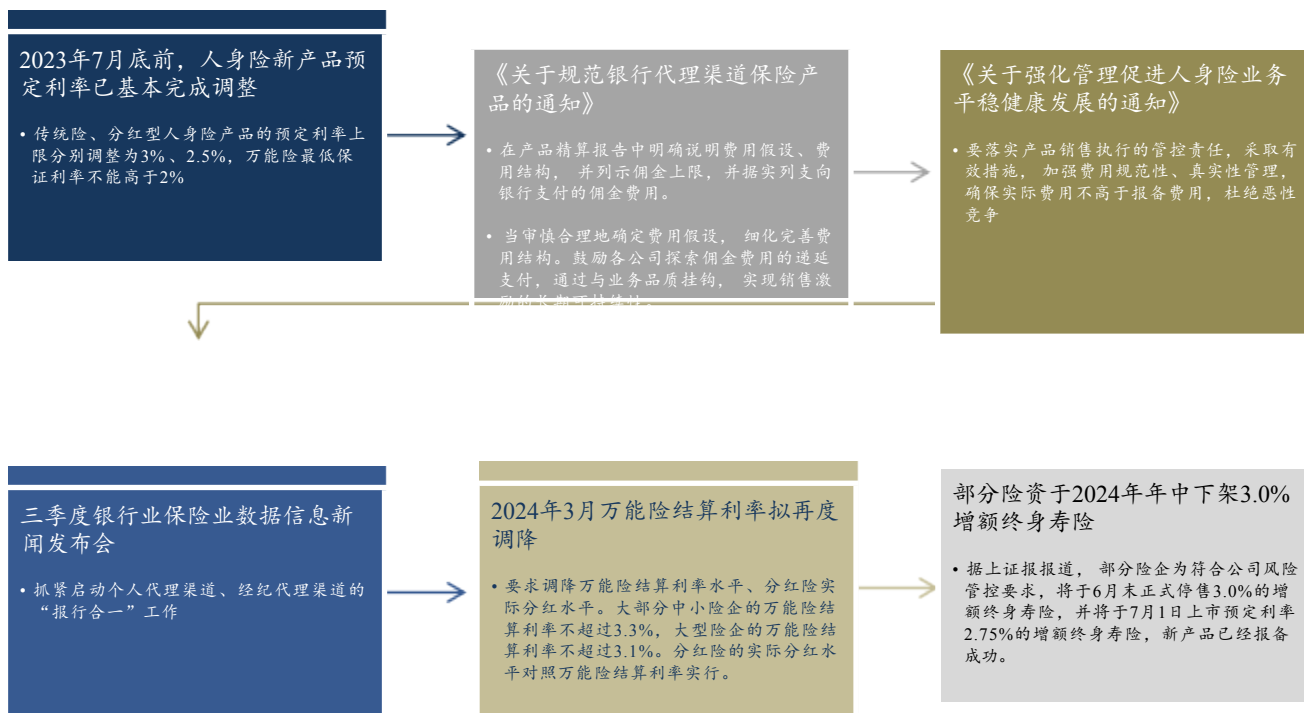 2023年7月底前，人身险新产品预
定利率已基本完成调整
• 传统险、分红型人身险产品的预定利率上
限分别调整为3%、2.5%，万能险最低保
证利率不能高于2%
《关于规范银行代理渠道保险产
品的通知》
• 在产品精算报告中明确说明费用假设、费
用结构， 并列示佣金上限，并据实列支向
银行支付的佣金费用。
• 当审慎合理地确定费用假设， 细化完善费
用结构。鼓励各公司探索佣金费用的递延
支付，通过与业务品质挂钩， 实现销售激
励的长期可持续性。
《关于强化管理促进人身险业务
平稳健康发展的通知》
• 要落实产品销售执行的管控责任，采取有
效措施， 加强费用规范性、真实性管理，
确保实际费用不高于报备费用，杜绝恶性
竞争
三季度银行业保险业数据信息新
闻发布会
• 抓紧启动个人代理渠道、经纪代理渠道的
“报行合一”工作
2024年3月万能险结算利率拟再度
调降
• 要求调降万能险结算利率水平、分红险实
际分红水平。大部分中小险企的万能险结
算利率不超过3.3%，大型险企的万能险结
算利率不超过3.1%。分红险的实际分红水
平对照万能险结算利率实行。
部分险资于2024年年中下架3.0%
增额终身寿险
• 据上证报报道， 部分险企为符合公司风险
管控要求，将于6月末正式停售3.0%的增
额终身寿险，并将于7月1日上市预定利率
2.75%的增额终身寿险，新产品已经报备
成功。